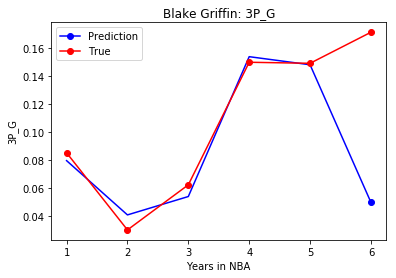 Blake Griffin: 3P_G
Prediction
True
0.16
0.14
0.12
0.10
0.08
0.06
0.04
3P_G
1 2 3 4 5 6
Years in NBA